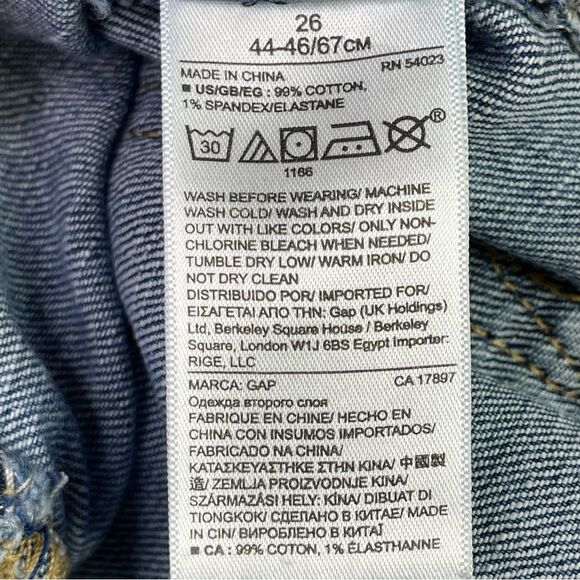 26
44-46/67CM
RN 54023
MADE IN CHINA
■ US/GB/EG : 99% COTTON,
1% SPANDEX/ELASTANE
30
®
1166
WASH BEFORE WEARING/ MACHINE
WASH COLD/ WASH AND DRY INSIDE
OUT WITH LIKE COLORS/ ONLY NON-
CHLORINE BLEACH WHEN NEEDED/
TUMBLE DRY LOW/ WARM IRON/ DO
NOT DRY CLEAN
DISTRIBUIDO POR/ IMPORTED FOR/
ΕΙΣΑΓΕΤΑΙ ΑΠΟ ΤΗΝ: Gap (UK Holdings)
Ltd, Berkeley Square House / Berkeley
Square, London W1J 6BS Egypt Importer:
RIGE, LLC
MARCA: GAP
CA 17897
Одежда второго слоя
FABRIQUE EN CHINE/ HECHO EN
CHINA CON INSUMOS IMPORTADOS/
FABRICADO NA CHINA/
ΚΑΤΑΣΚΕΥΑΣΤΗΚΕ ΣΤΗΝ ΚΙΝΑ/ 中國製
造/ ZEMLJA PROIZVODNJE KINA/
SZÁRMAZÁSI HELY: KÍNA/ DIBUAT DI
TIONGKOK/ СДЕЛАНО В КИТАЕ/ MADE
IN CIN/ ВИРОБЛЕНО В КИТАЇ
■ CA : 99% COTTON, 1% ÉLASTHANNE